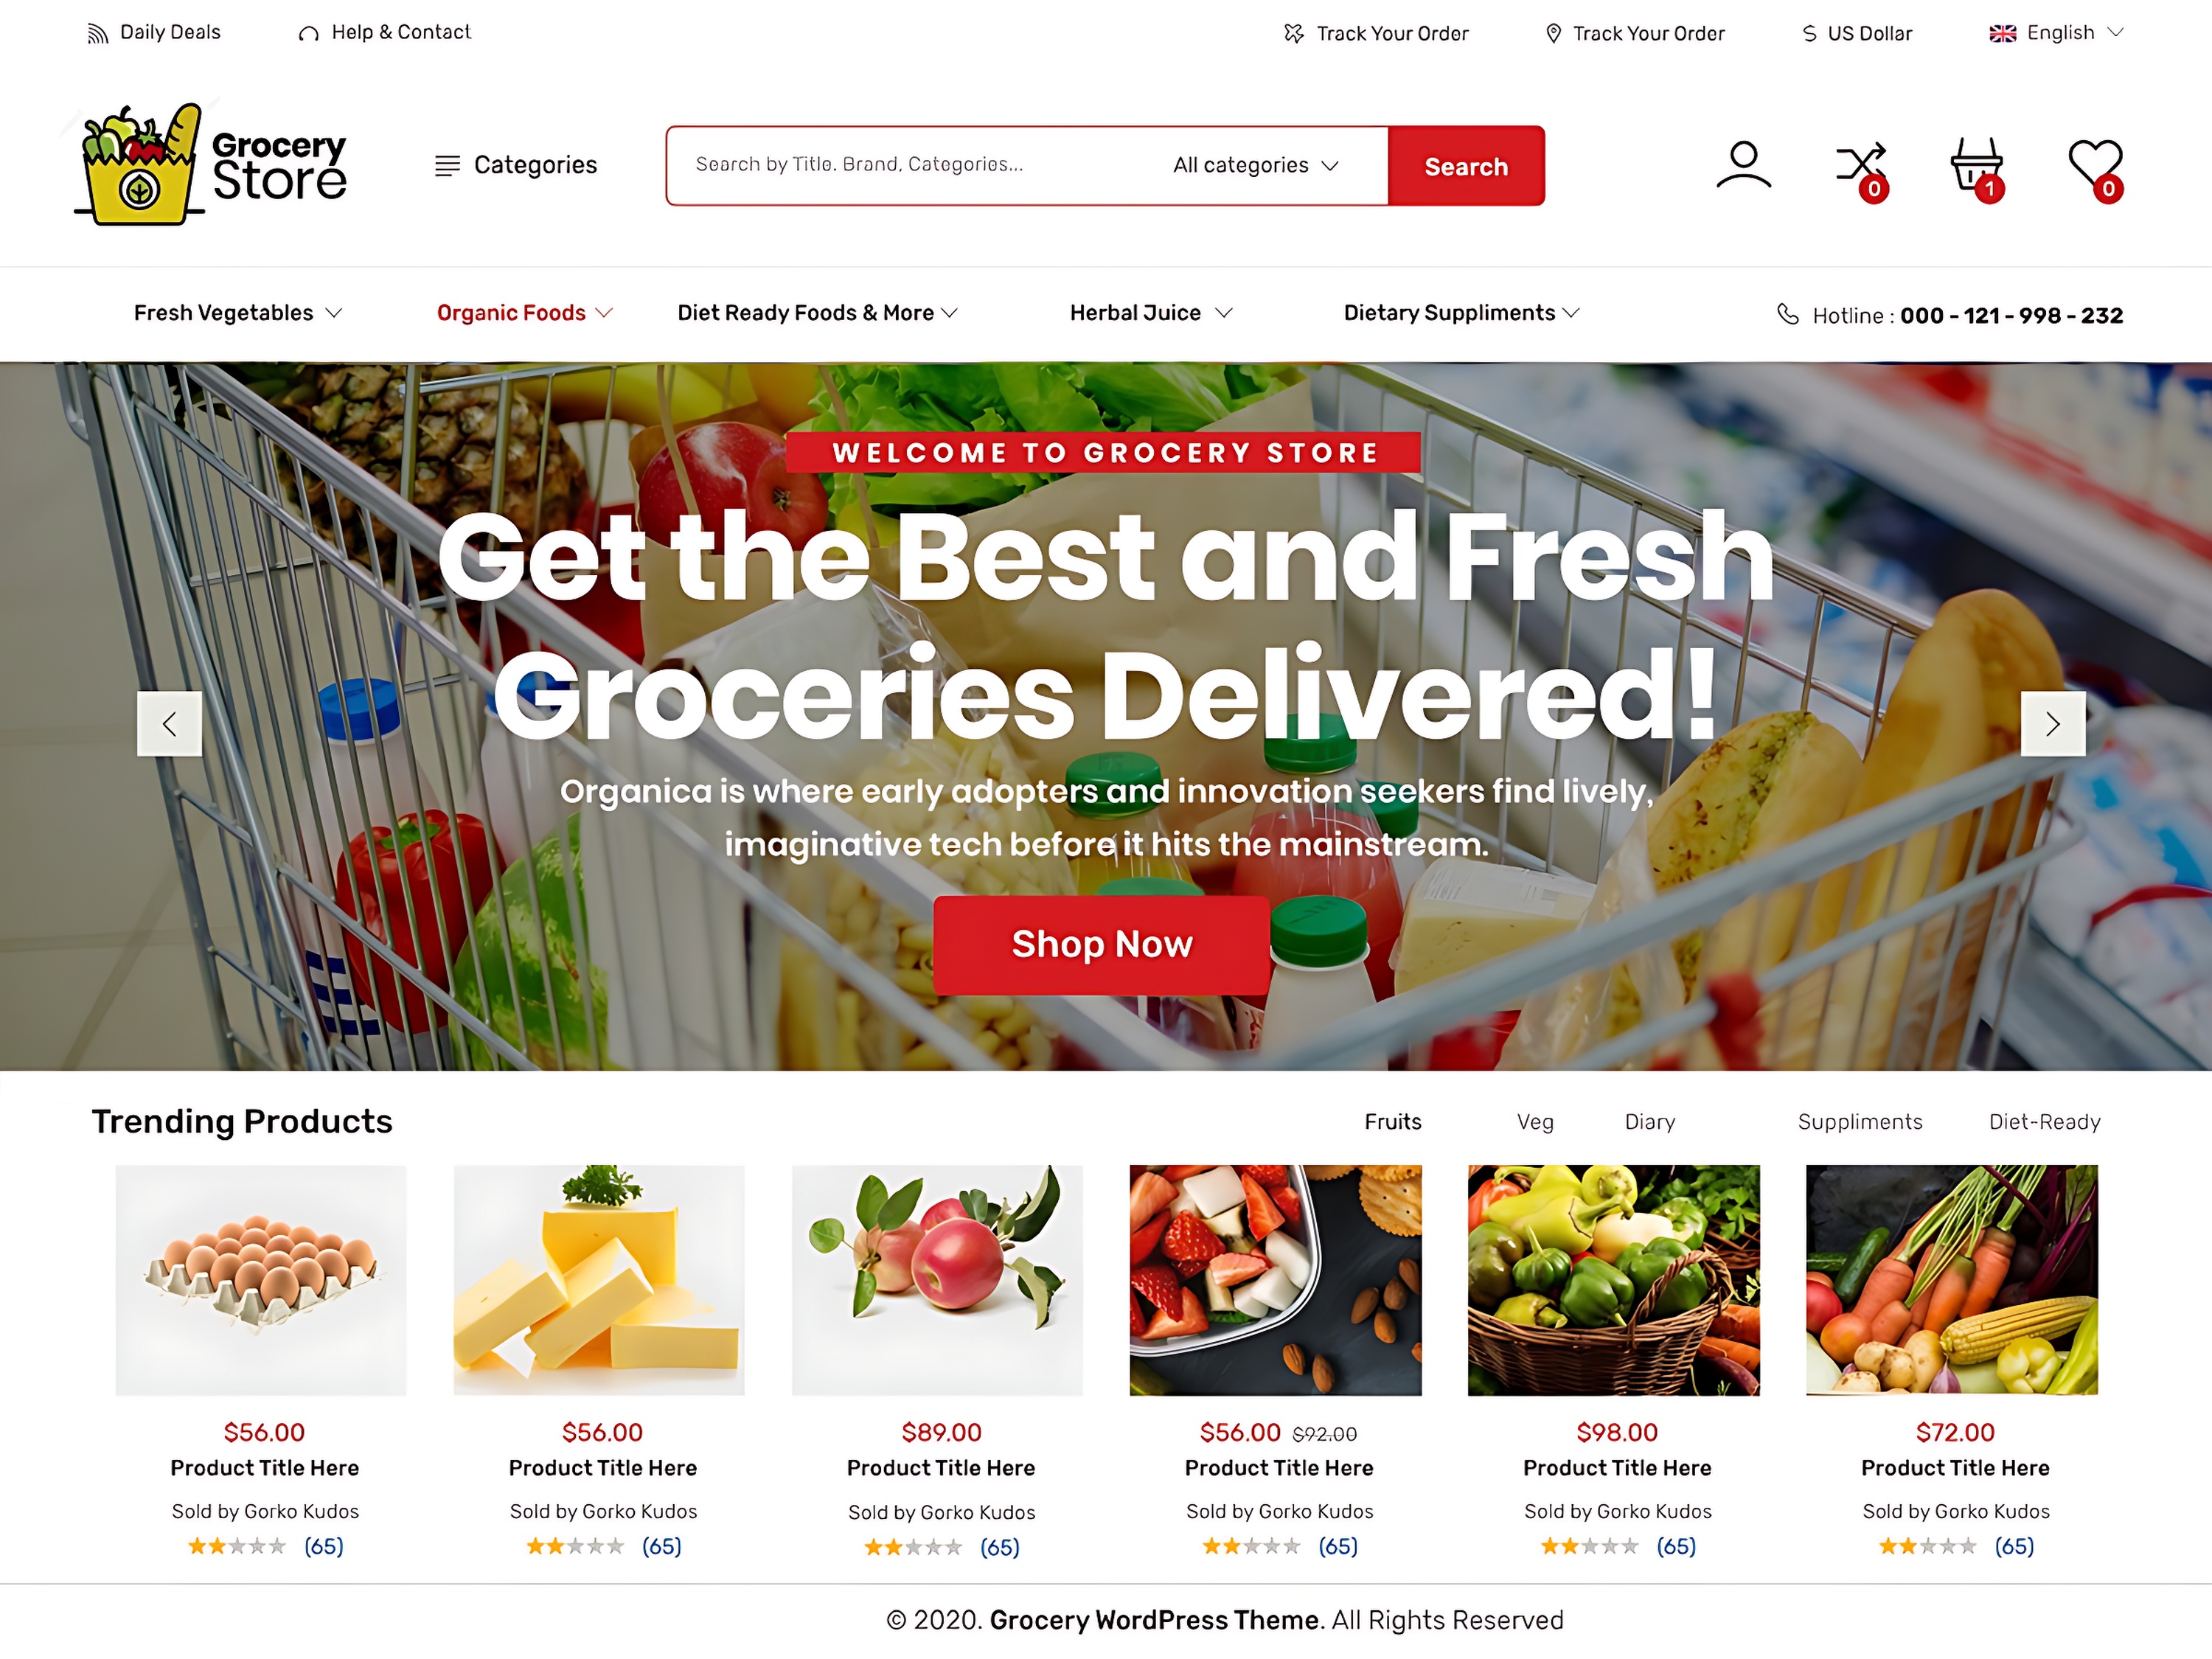 Daily Deals
Help & Contact
Track Your Order
Track Your Order
US Dollar
English
Grocery
Store
Categories
Search by Title. Brand, Categories...
All categories
Search
0
1
0
Fresh Vegetables
Organic Foods
Diet Ready Foods & More
Herbal Juice
Dietary Suppliments
Hotline : 000 - 121 - 998 - 232
WELCOME TO GROCERY STORE
Get the Best and Fresh
Groceries Delivered!
Organica is where early adopters and innovation seekers find lively,
imaginative tech before it hits the mainstream.
Shop Now
Trending Products
Fruits
Veg
Diary
Suppliments
Diet-Ready
$56.00
Product Title Here
Sold by Gorko Kudos
(65)
$56.00
Product Title Here
Sold by Gorko Kudos
(65)
$89.00
Product Title Here
Sold by Gorko Kudos
(65)
$56.00 $92.00
Product Title Here
Sold by Gorko Kudos
(65)
$98.00
Product Title Here
Sold by Gorko Kudos
(65)
$72.00
Product Title Here
Sold by Gorko Kudos
(65)
© 2020. Grocery WordPress Theme. All Rights Reserved